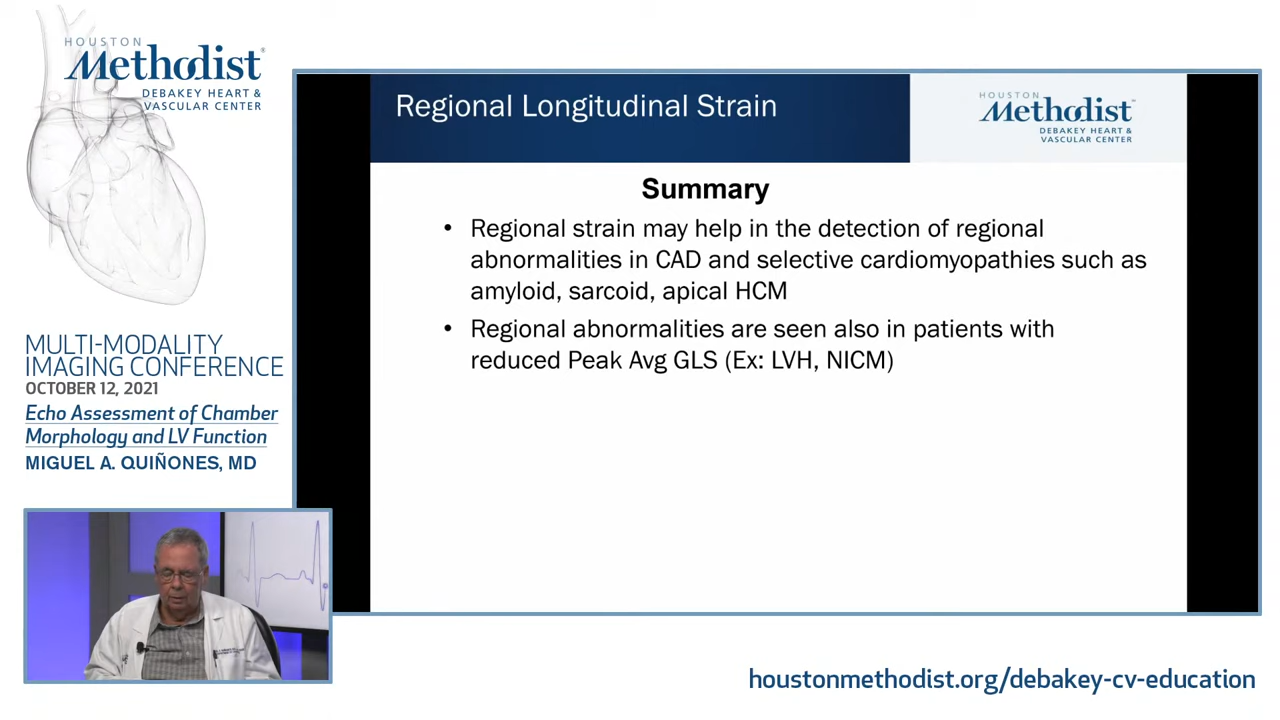 HOUSTON
Methodist
DEBAKEY HEART &
VASCULAR CENTER
MULTI-MODALITY
IMAGING CONFERENCE
OCTOBER 12, 2021
Echo Assessment of Chamber
Morphology and LV Function
MIGUEL A. QUIÑONES, MD
Regional Longitudinal Strain
HOUSTON
Methodist
DEBAKEY HEART &
VASCULAR CENTER
Summary
• Regional strain may help in the detection of regional
abnormalities in CAD and selective cardiomyopathies such as
amyloid, sarcoid, apical HCM
• Regional abnormalities are seen also in patients with
reduced Peak Avg GLS (Ex: LVH, NICM)
houstonmethodist.org/debakey-cv-education